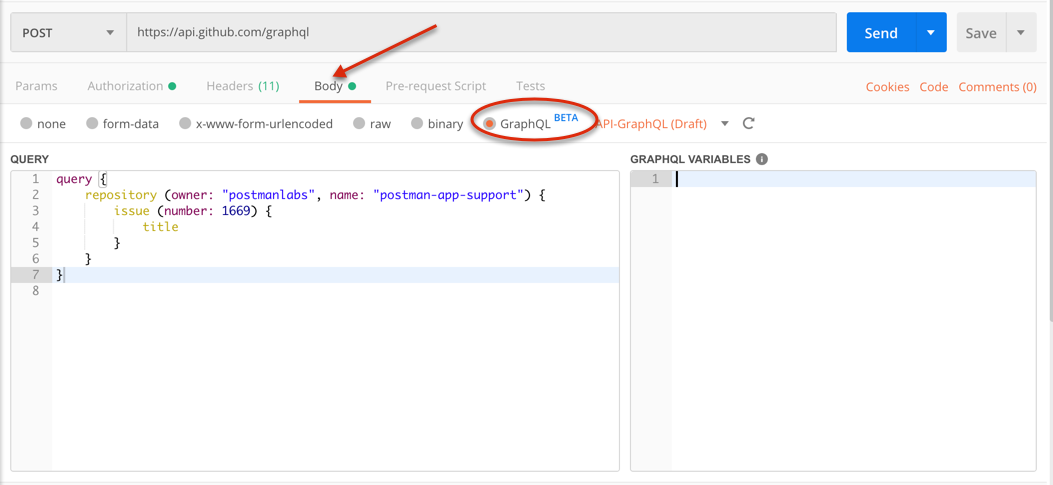 POST https://api.github.com/graphql Send Save
Params Authorization Headers (11) Body Pre-request Script Tests Cookies Code Comments (0)
none form-data x-www-form-urlencoded raw binary GraphQL BETA API-GraphQL (Draft)
QUERY GRAPHQL VARIABLES i
1 query { 1
2 repository (owner: "postmanlabs", name: "postman-app-support") {
3 issue (number: 1669) {
4 title
5 }
6 }
7 }
8